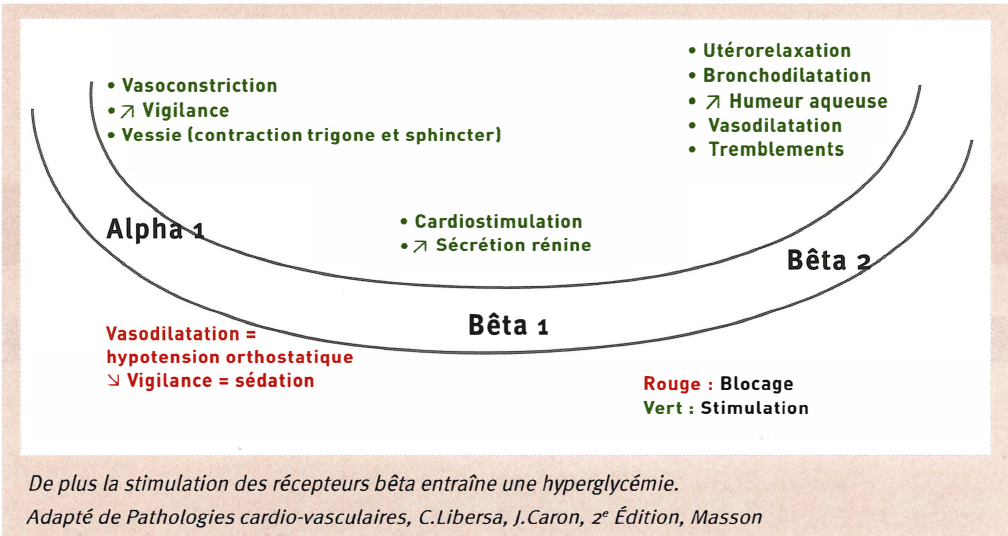 • Vasoconstriction
• ↗ Vigilance
• Vessie (contraction trigone et sphincter)
• Utérorelaxation
• Bronchodilatation
• ↗ Humeur aqueuse
• Vasodilatation
• Tremblements
• Cardiostimulation
• ↗ Sécrétion rénine
Alpha 1
Bêta 1
Bêta 2
Vasodilatation =
hypotension orthostatique
↘ Vigilance = sédation
Rouge : Blocage
Vert : Stimulation
De plus la stimulation des récepteurs bêta entraîne une hyperglycémie.
Adapté de Pathologies cardio-vasculaires, C.Libersa, J.Caron, 2e Édition, Masson